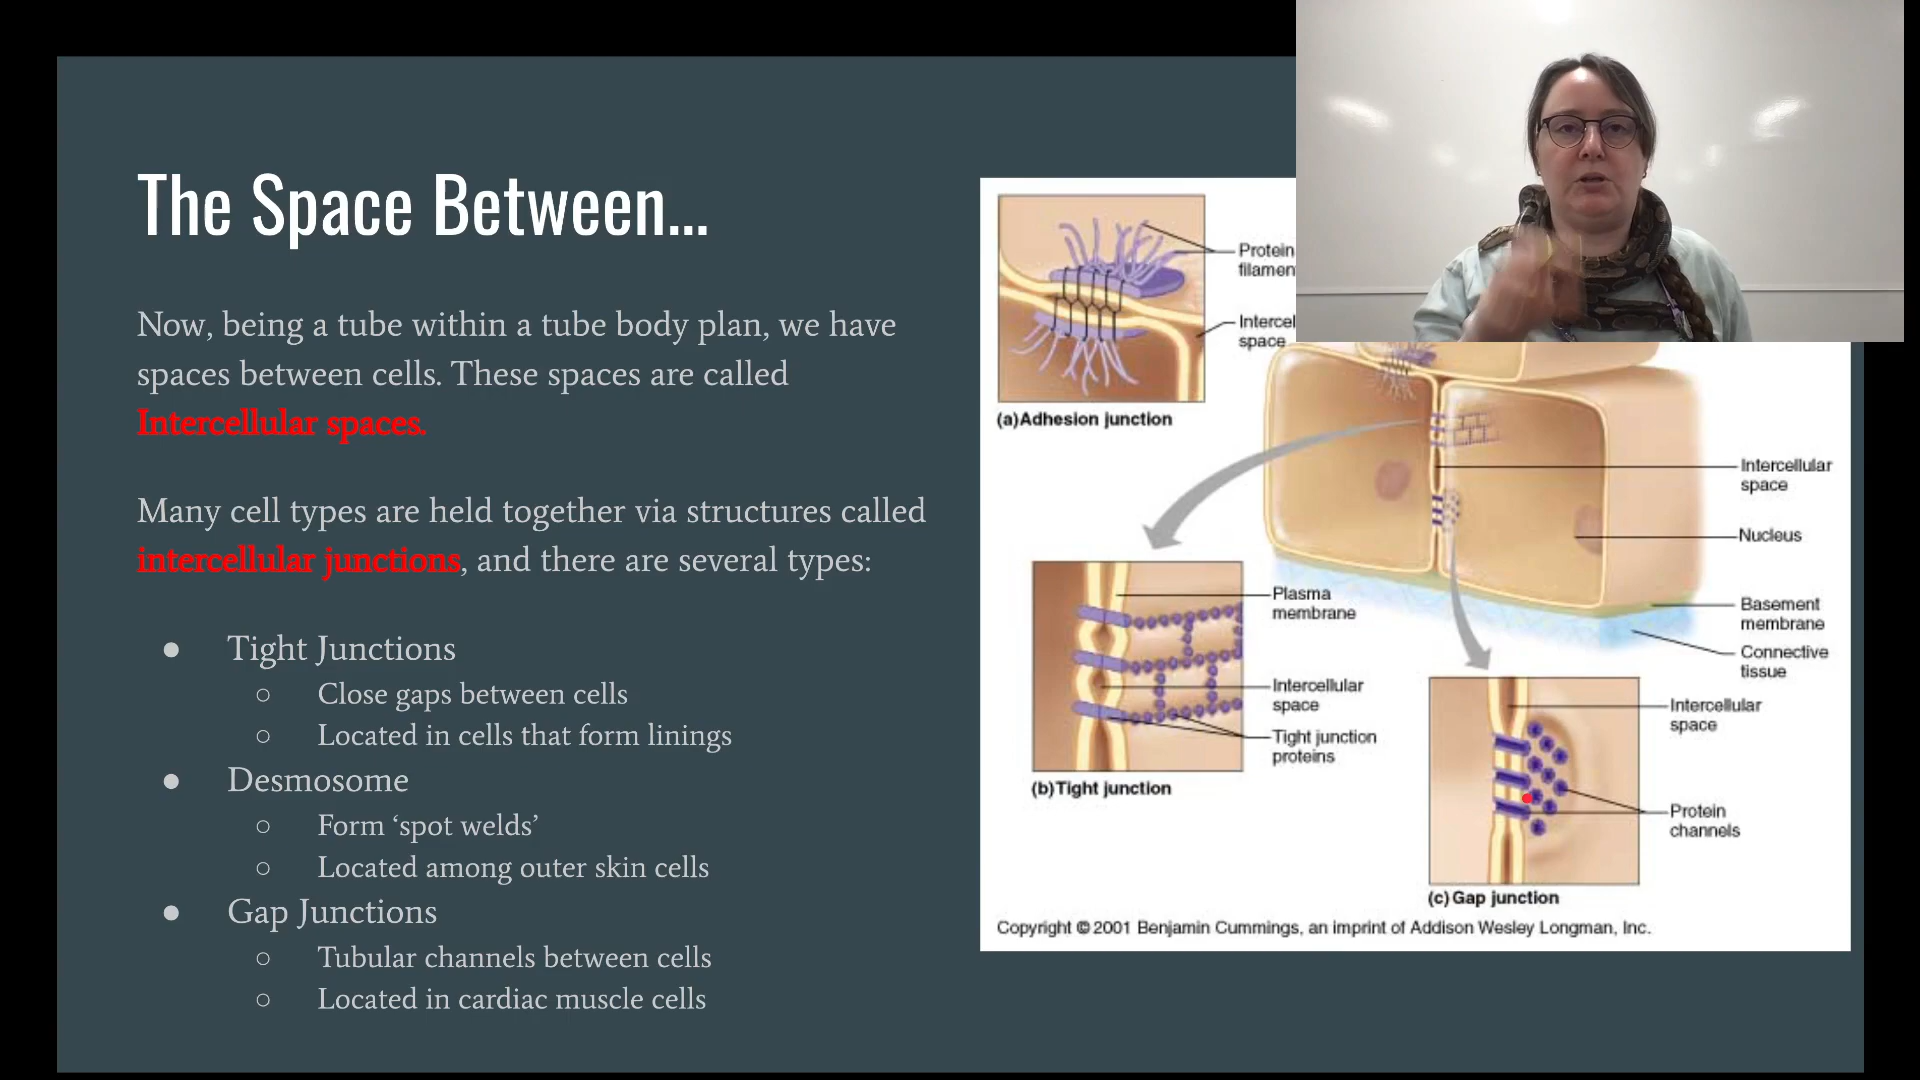 The Space Between...
Now, being a tube within a tube body plan, we have
spaces between cells. These spaces are called
Intercellular spaces.
Many cell types are held together via structures called
intercellular junctions, and there are several types:
● Tight Junctions
○ Close gaps between cells
○ Located in cells that form linings
● Desmosome
○ Form ‘spot welds’
○ Located among outer skin cells
● Gap Junctions
○ Tubular channels between cells
○ Located in cardiac muscle cells
Protein
(a)Adhesion junction
space
Intercellular
space
Nucleus
Basement
membrane
Connective
tissue
Plasma
membrane
Intercellular
space
Tight junction
proteins
(b)Tight junction
Intercellular
space
Protein
channels
(c) Gap junction
Copyright © 2001 Benjamin Cummings, an imprint of Addison Wesley Longman, Inc.